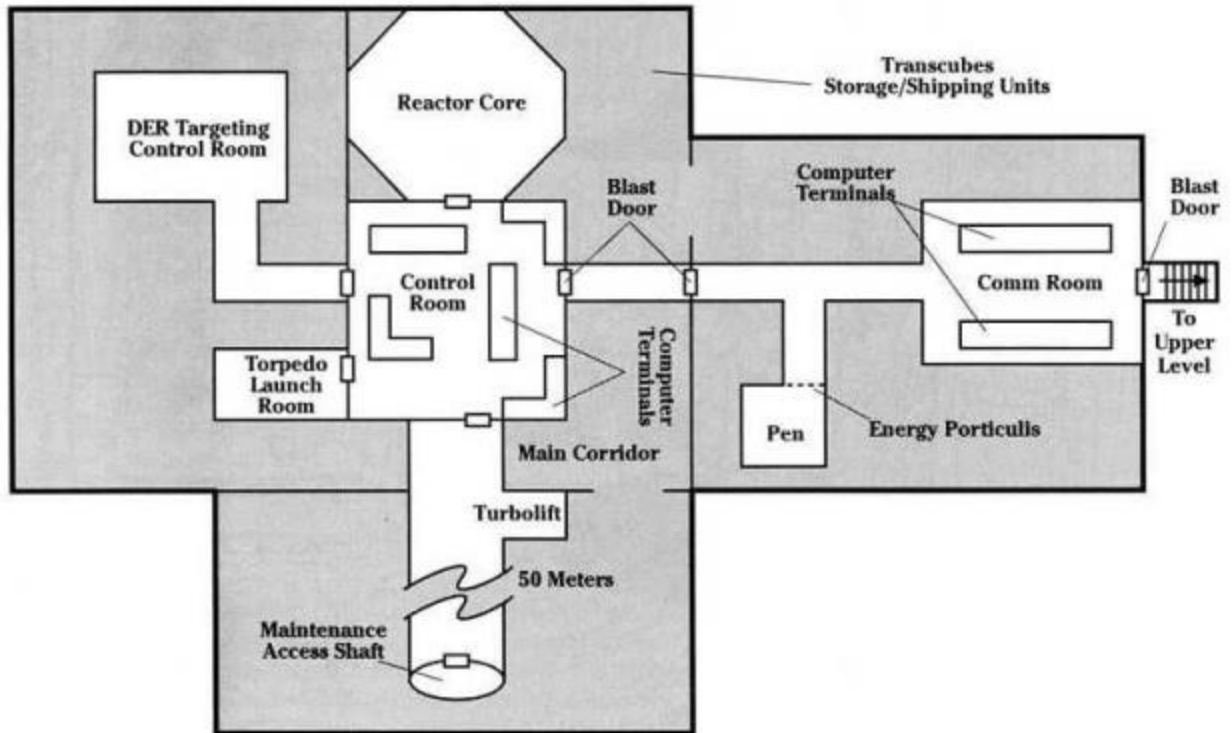 Transcubes
Storage/Shipping Units
Reactor Core
DER Targeting
Control Room
Blast
Door
Computer
Terminals
Blast
Door
Control
Room
Comm Room
To
Upper
Level
Computer
Terminals
Torpedo
Launch
Room
Pen
Energy Porticulis
Main Corridor
Turbolift
50 Meters
Maintenance
Access Shaft